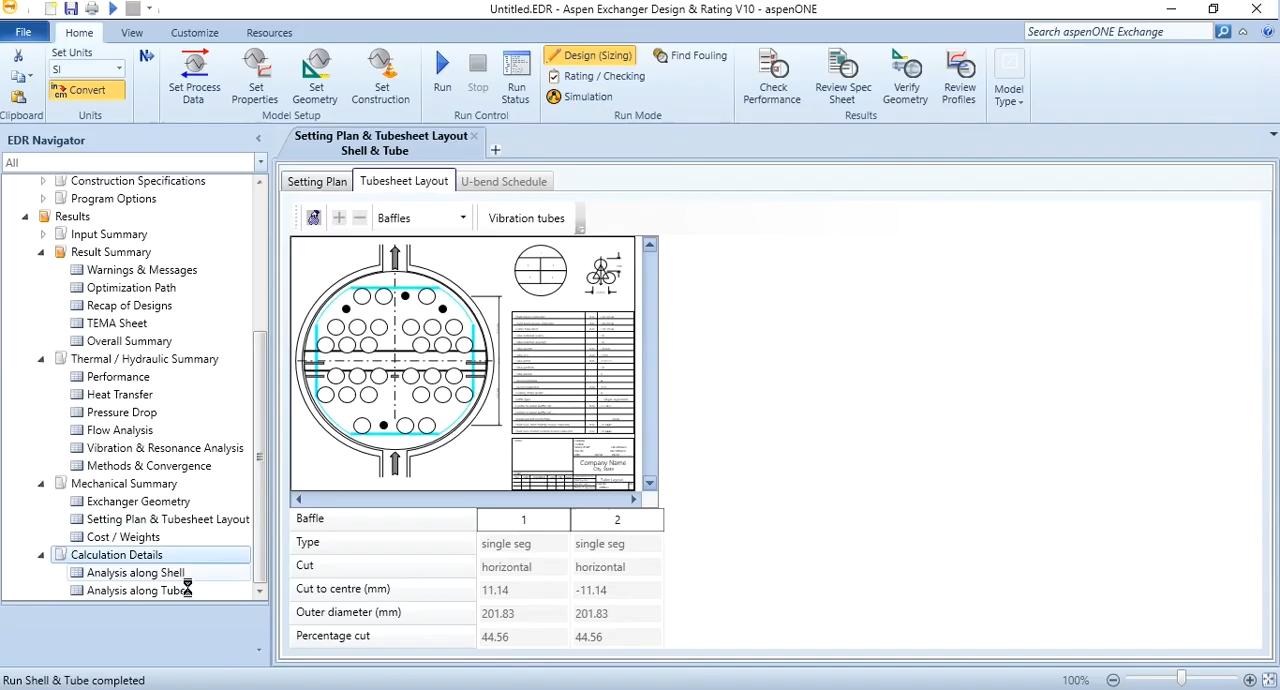 Untitled.EDR - Aspen Exchanger Design & Rating V10 - aspenONE
File
Home
View
Customize
Resources
Search aspenONE Exchange
Set Units
SI
Convert
Clipboard
Units
Set Process Data
Set Properties
Set Geometry
Set Construction
Model Setup
Run
Stop
Run Status
Run Control
Design (Sizing)
Rating / Checking
Simulation
Find Fouling
Run Mode
Check Performance
Review Spec Sheet
Verify Geometry
Review Profiles
Results
Model Type
EDR Navigator
All
Construction Specifications
Program Options
Results
Input Summary
Result Summary
Warnings & Messages
Optimization Path
Recap of Designs
TEMA Sheet
Overall Summary
Thermal / Hydraulic Summary
Performance
Heat Transfer
Pressure Drop
Flow Analysis
Vibration & Resonance Analysis
Methods & Convergence
Mechanical Summary
Exchanger Geometry
Setting Plan & Tubesheet Layout
Cost / Weights
Calculation Details
Analysis along Shell
Analysis along Tube
Setting Plan & Tubesheet Layout
Shell & Tube
Setting Plan
Tubesheet Layout
U-bend Schedule
Baffles
Vibration tubes
Company Name
City, State
Baffle 1 2
Type single seg single seg
Cut horizontal horizontal
Cut to centre (mm) 11.14 -11.14
Outer diameter (mm) 201.83 201.83
Percentage cut 44.56 44.56
Run Shell & Tube completed
100%